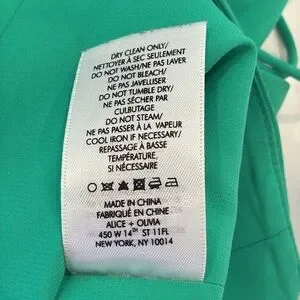 DRY CLEAN ONLY/
NETTOYER À SEC SEULEMENT
DO NOT WASH/NE PAS LAVER
DO NOT BLEACH/
NE PAS JAVELLISER
DO NOT TUMBLE DRY/
NE PAS SÉCHER PAR
CULBUTAGE
DO NOT STEAM/
NE PAS PASSER À LA VAPEUR
COOL IRON IF NECESSARY/
REPASSAGE À BASSE
TEMPÉRATURE,
SI NÉCESSAIRE
MADE IN CHINA
FABRIQUÉ EN CHINE
ALICE + OLIVIA
450 W 14TH ST 11FL
NEW YORK, NY 10014